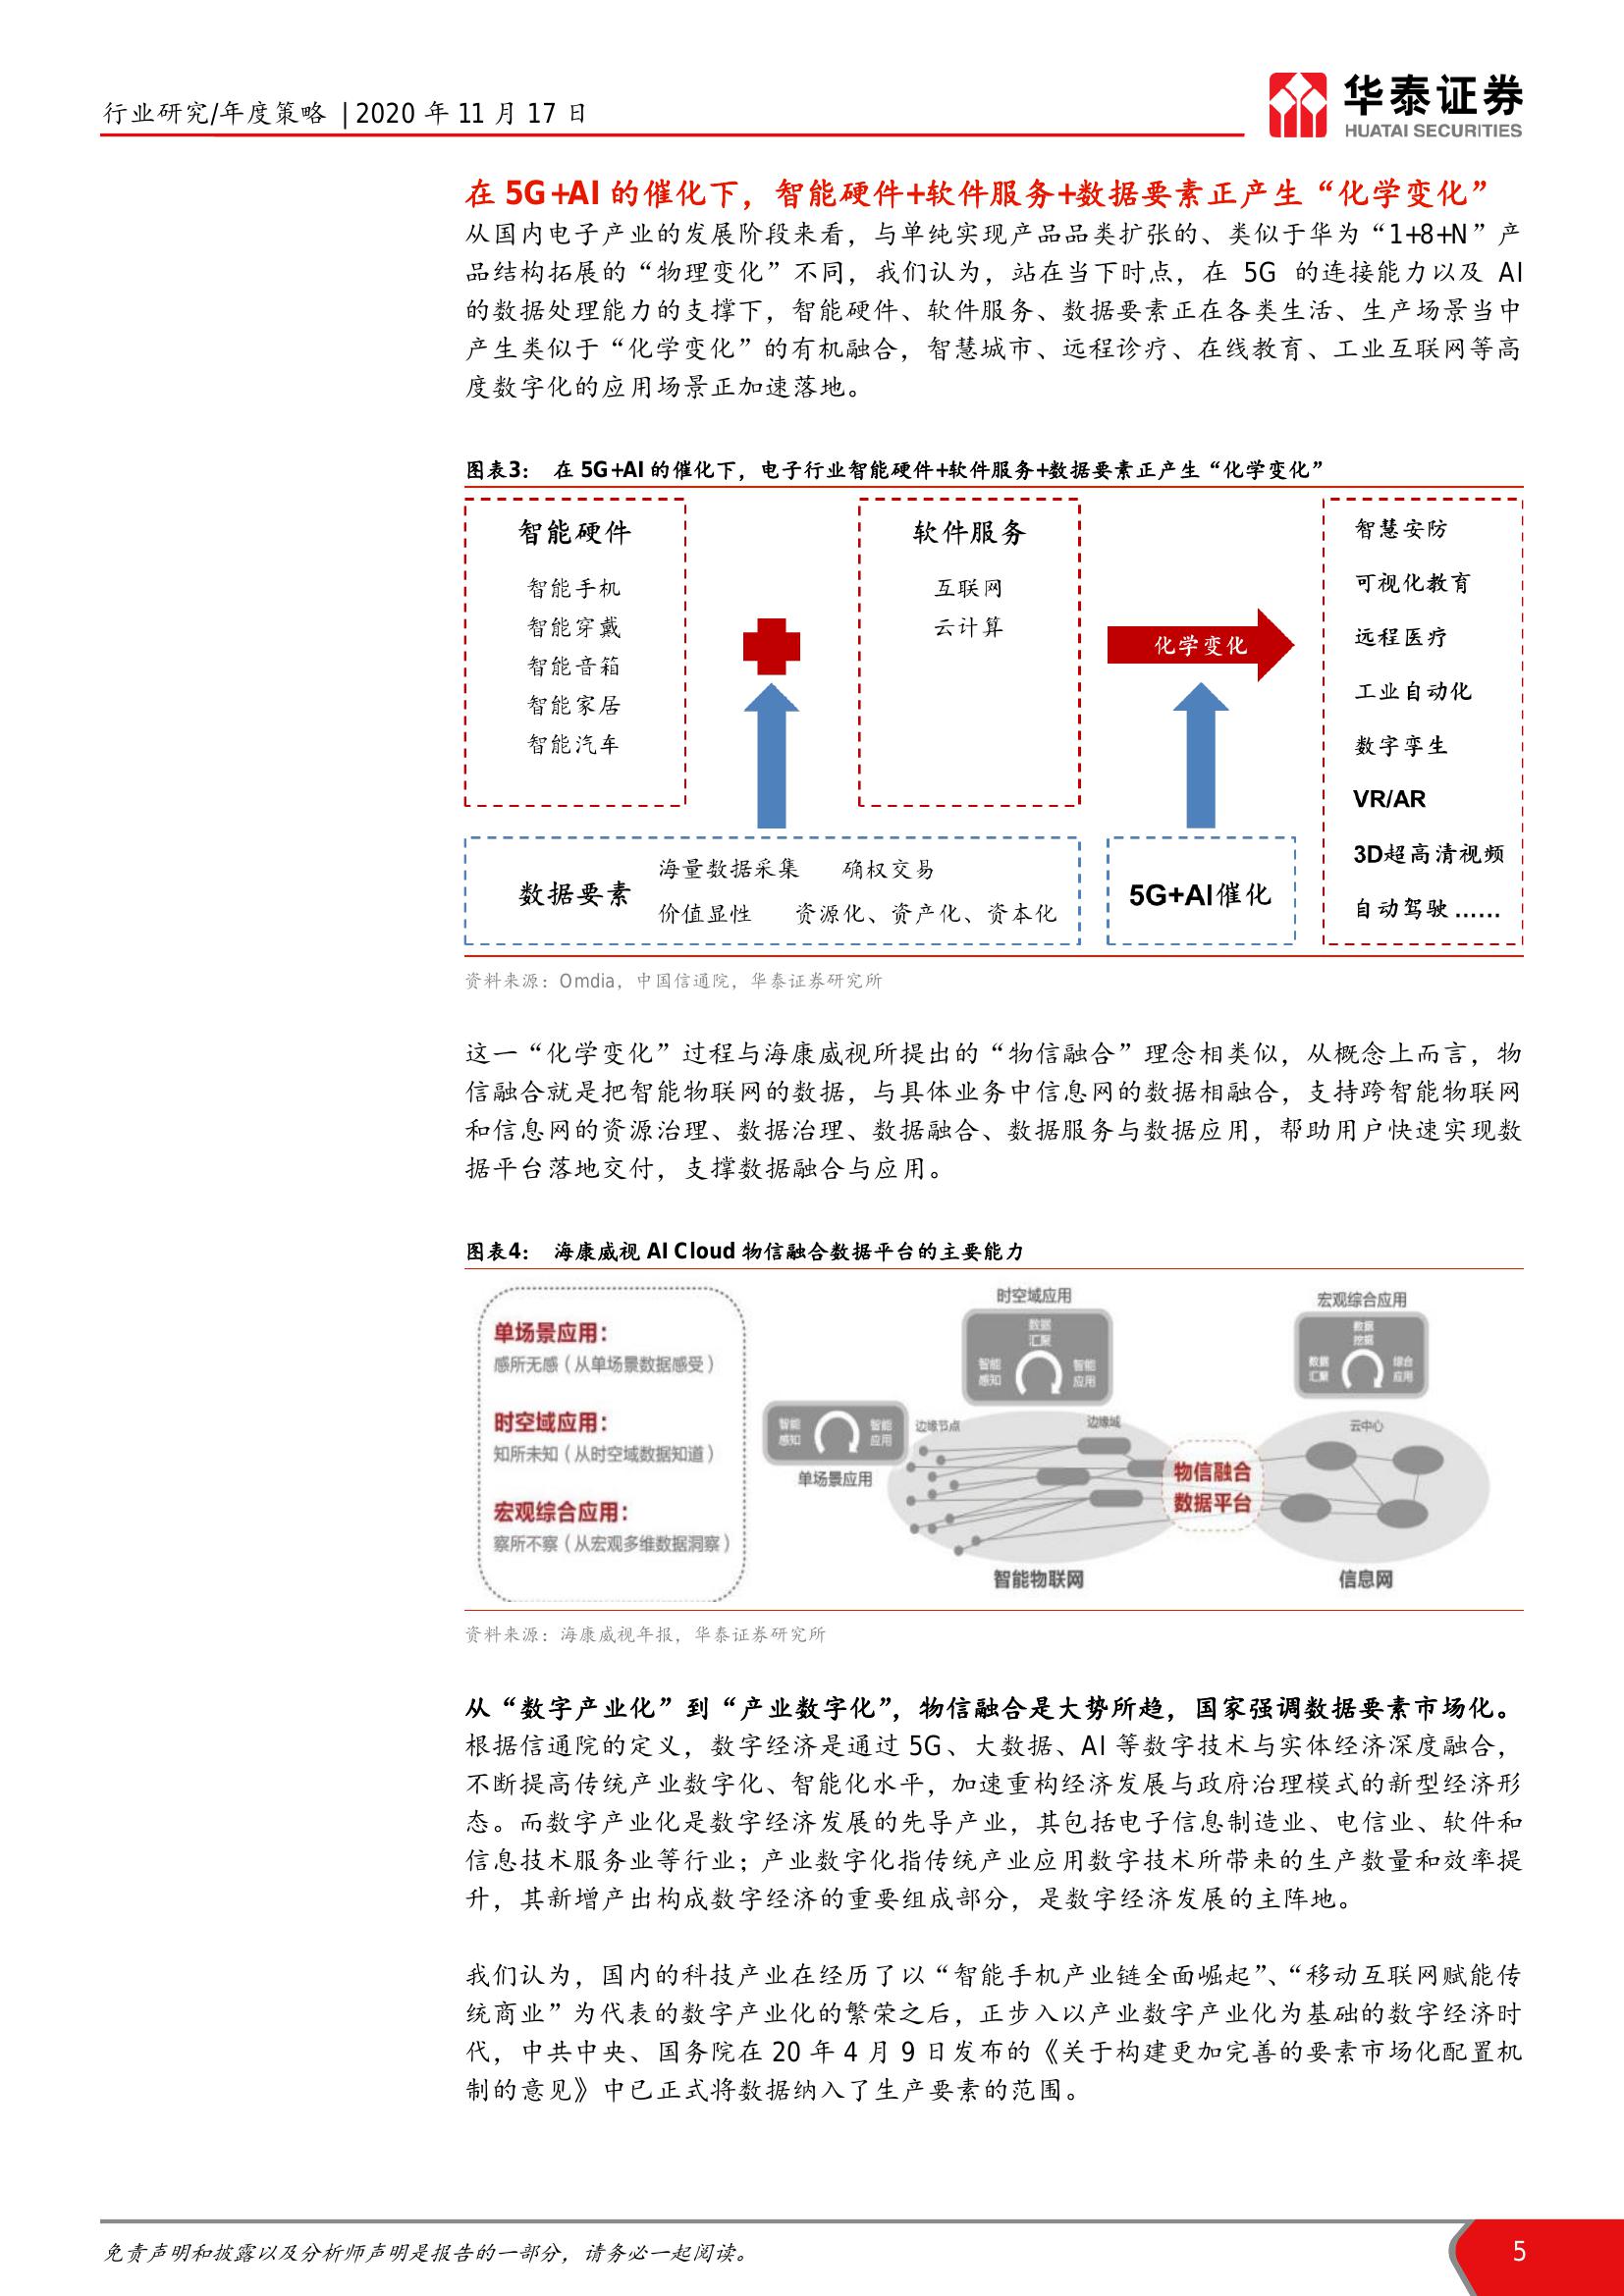 行业研究/年度策略 | 2020 年 11 月 17 日
华泰证券
HUATAI SECURITIES
在 5G+AI 的催化下，智能硬件+软件服务+数据要素正产生“化学变化”
从国内电子产业的发展阶段来看，与单纯实现产品品类扩张的、类似于华为“1+8+N”产
品结构拓展的“物理变化”不同，我们认为，站在当下时点，在 5G 的连接能力以及 AI
的数据处理能力的支撑下，智能硬件、软件服务、数据要素正在各类生活、生产场景当中
产生类似于“化学变化”的有机融合，智慧城市、远程诊疗、在线教育、工业互联网等高
度数字化的应用场景正加速落地。
图表3： 在 5G+AI 的催化下，电子行业智能硬件+软件服务+数据要素正产生“化学变化”
智能硬件
智能手机
智能穿戴
智能音箱
智能家居
智能汽车
软件服务
互联网
云计算
化学变化
智慧安防
可视化教育
远程医疗
工业自动化
数字孪生
VR/AR
3D超高清视频
自动驾驶……
数据要素
海量数据采集 确权交易
价值显性 资源化、资产化、资本化
5G+AI催化
资料来源：Omdia，中国信通院，华泰证券研究所
这一“化学变化”过程与海康威视所提出的“物信融合”理念相类似，从概念上而言，物
信融合就是把智能物联网的数据，与具体业务中信息网的数据相融合，支持跨智能物联网
和信息网的资源治理、数据治理、数据融合、数据服务与数据应用，帮助用户快速实现数
据平台落地交付，支撑数据融合与应用。
图表4： 海康威视 AI Cloud 物信融合数据平台的主要能力
单场景应用：
感所无感（从单场景数据感受）
时空域应用：
知所未知（从时空域数据知道）
宏观综合应用：
察所不察（从宏观多维数据洞察）
智能
感知
智能
应用
单场景应用
时空域应用
数据
汇聚
智能
感知
智能
应用
边缘节点
边缘域
物信融合
数据平台
智能物联网
宏观综合应用
数据
挖掘
数据
汇聚
综合
应用
云中心
信息网
资料来源：海康威视年报，华泰证券研究所
从“数字产业化”到“产业数字化”，物信融合是大势所趋，国家强调数据要素市场化。
根据信通院的定义，数字经济是通过 5G、大数据、AI 等数字技术与实体经济深度融合，
不断提高传统产业数字化、智能化水平，加速重构经济发展与政府治理模式的新型经济形
态。而数字产业化是数字经济发展的先导产业，其包括电子信息制造业、电信业、软件和
信息技术服务业等行业；产业数字化指传统产业应用数字技术所带来的生产数量和效率提
升，其新增产出构成数字经济的重要组成部分，是数字经济发展的主阵地。
我们认为，国内的科技产业在经历了以“智能手机产业链全面崛起”、“移动互联网赋能传
统商业”为代表的数字产业化的繁荣之后，正步入以产业数字产业化为基础的数字经济时
代，中共中央、国务院在 20 年 4 月 9 日发布的《关于构建更加完善的要素市场化配置机
制的意见》中已正式将数据纳入了生产要素的范围。
免责声明和披露以及分析师声明是报告的一部分，请务必一起阅读。
5